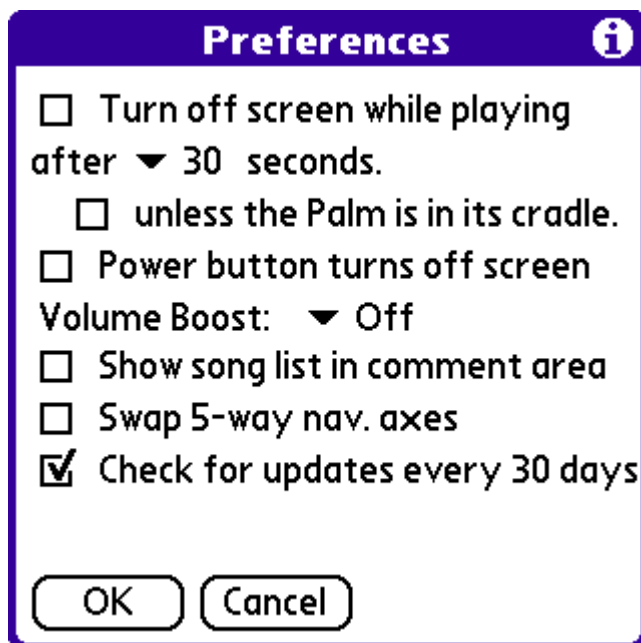 Preferences
Turn off screen while playing
after 30 seconds.
unless the Palm is in its cradle.
Power button turns off screen
Volume Boost: Off
Show song list in comment area
Swap 5-way nav. axes
Check for updates every 30 days
OK Cancel